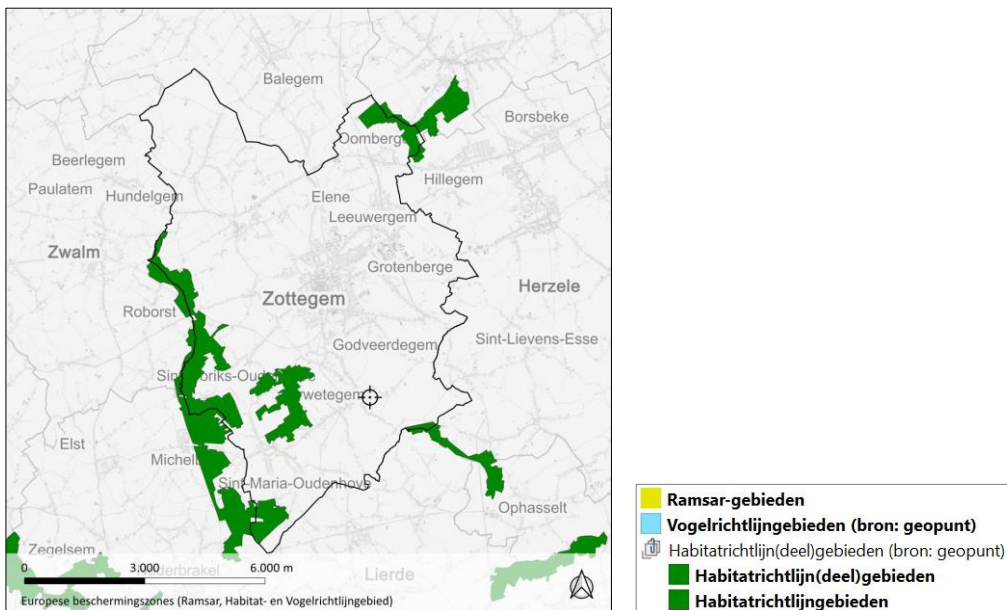 Balegem
Borsbeke
Beerlegem
Paulatem
Hundelgem
Hillegem
Elene
Leeuwergem
Zwalm
Grotenberge
Herzele
Zottegem
Roborst
Godveerdegem
Sint-Lievens-Esse
Elst
Sint-Maria-Oudenhove
Ophasselt
Zegelsem
Lierde
0 3.000 6.000 m
Europese beschermingszones (Ramsar, Habitat- en Vogelrichtlijngebied)
Ramsar-gebieden
Vogelrichtlijngebieden (bron: geopunt)
Habitatrichtlijn(deel)gebieden (bron: geopunt)
Habitatrichtlijn(deel)gebieden
Habitatrichtlijngebieden